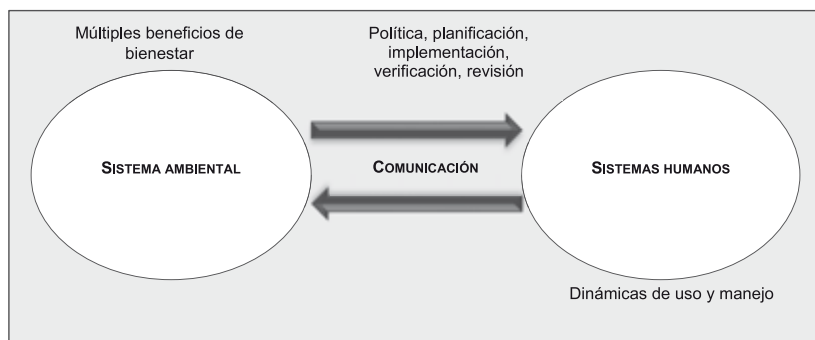 Múltiples beneficios de
bienestar
Política, planificación,
implementación,
verificación, revisión
SISTEMA AMBIENTAL
COMUNICACIÓN
SISTEMAS HUMANOS
Dinámicas de uso y manejo